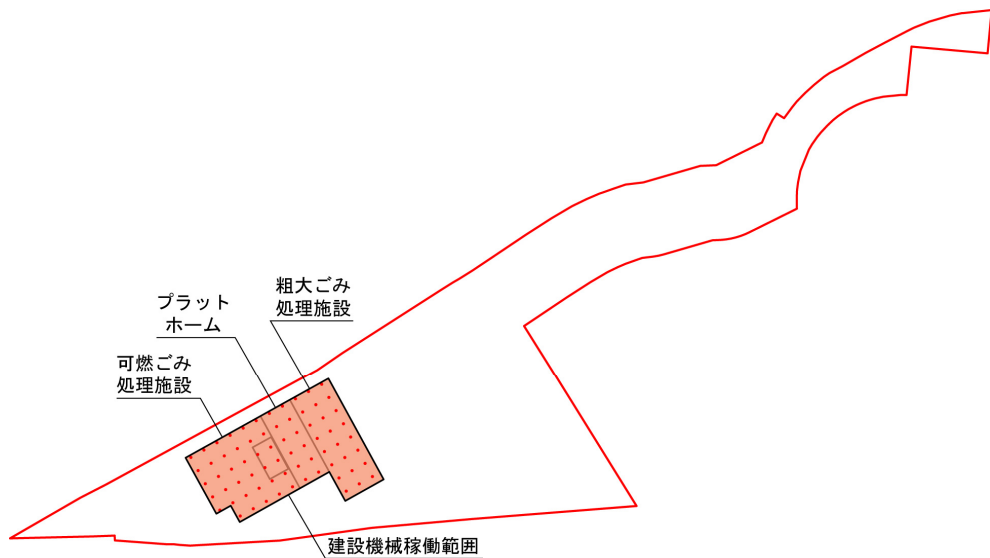 粗大ごみ
処理施設
プラット
ホーム
可燃ごみ
処理施設
建設機械稼働範囲